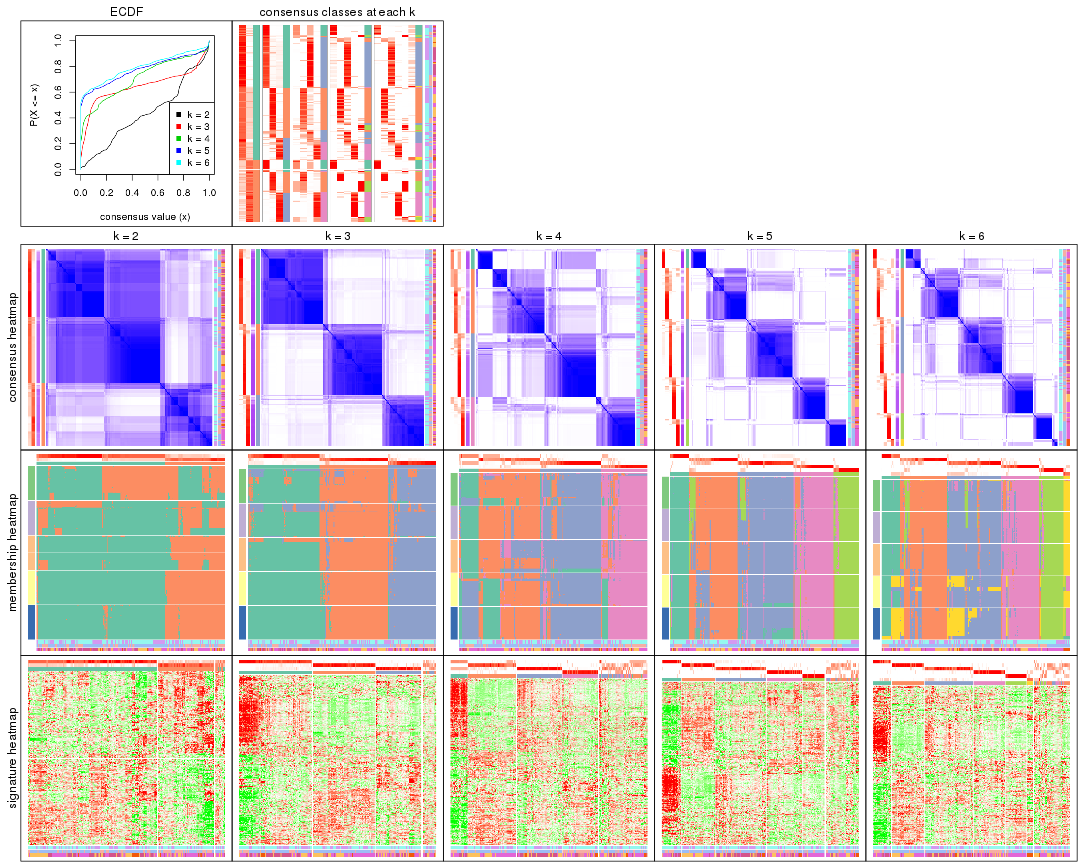 ECDF
consensus classes at each k
P(X <= x)
0.0
0.2
0.4
0.6
0.8
1.0
0.0 0.2 0.4 0.6 0.8 1.0
k = 2
k = 3
k = 4
k = 5
k = 6
consensus value (x)
k = 2 k = 3 k = 4 k = 5 k = 6
consensus heatmap
membership heatmap
signature heatmap